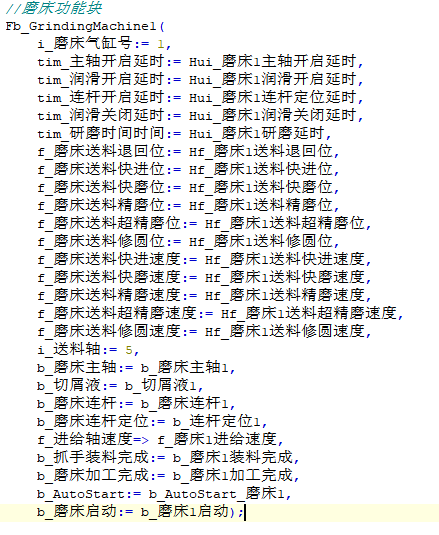 //磨床功能块
Fb_GrindingMachine1(
i_磨床气缸号:= 1,
tim_主轴开启延时:= Hui_磨床1主轴开启延时,
tim_润滑开启延时:= Hui_磨床1润滑开启延时,
tim_连杆开启延时:= Hui_磨床1连杆定位延时,
tim_润滑关闭延时:= Hui_磨床1润滑关闭延时,
tim_研磨时间时间:= Hui_磨床1研磨延时,
f_磨床送料退回位:= Hf_磨床1送料退回位,
f_磨床送料快进位:= Hf_磨床1送料快进位,
f_磨床送料快磨位:= Hf_磨床1送料快磨位,
f_磨床送料精磨位:= Hf_磨床1送料精磨位,
f_磨床送料超精磨位:= Hf_磨床1送料超精磨位,
f_磨床送料修圆位:= Hf_磨床1送料修圆位,
f_磨床送料快进速度:= Hf_磨床1送料快进速度,
f_磨床送料快磨速度:= Hf_磨床1送料快磨速度,
f_磨床送料精磨速度:= Hf_磨床1送料精磨速度,
f_磨床送料超精磨速度:= Hf_磨床1送料超精磨速度,
f_磨床送料修圆速度:= Hf_磨床1送料修圆速度,
i_送料轴:= 5,
b_磨床主轴:= b_磨床主轴1,
b_切屑液:= b_切屑液1,
b_磨床连杆:= b_磨床连杆1,
b_磨床连杆定位:= b_连杆定位1,
f_进给轴速度=> f_磨床1进给速度,
b_抓手装料完成:= b_磨床1装料完成,
b_磨床加工完成:= b_磨床1加工完成,
b_AutoStart:= b_AutoStart_磨床1,
b_磨床启动:= b_磨床1启动);